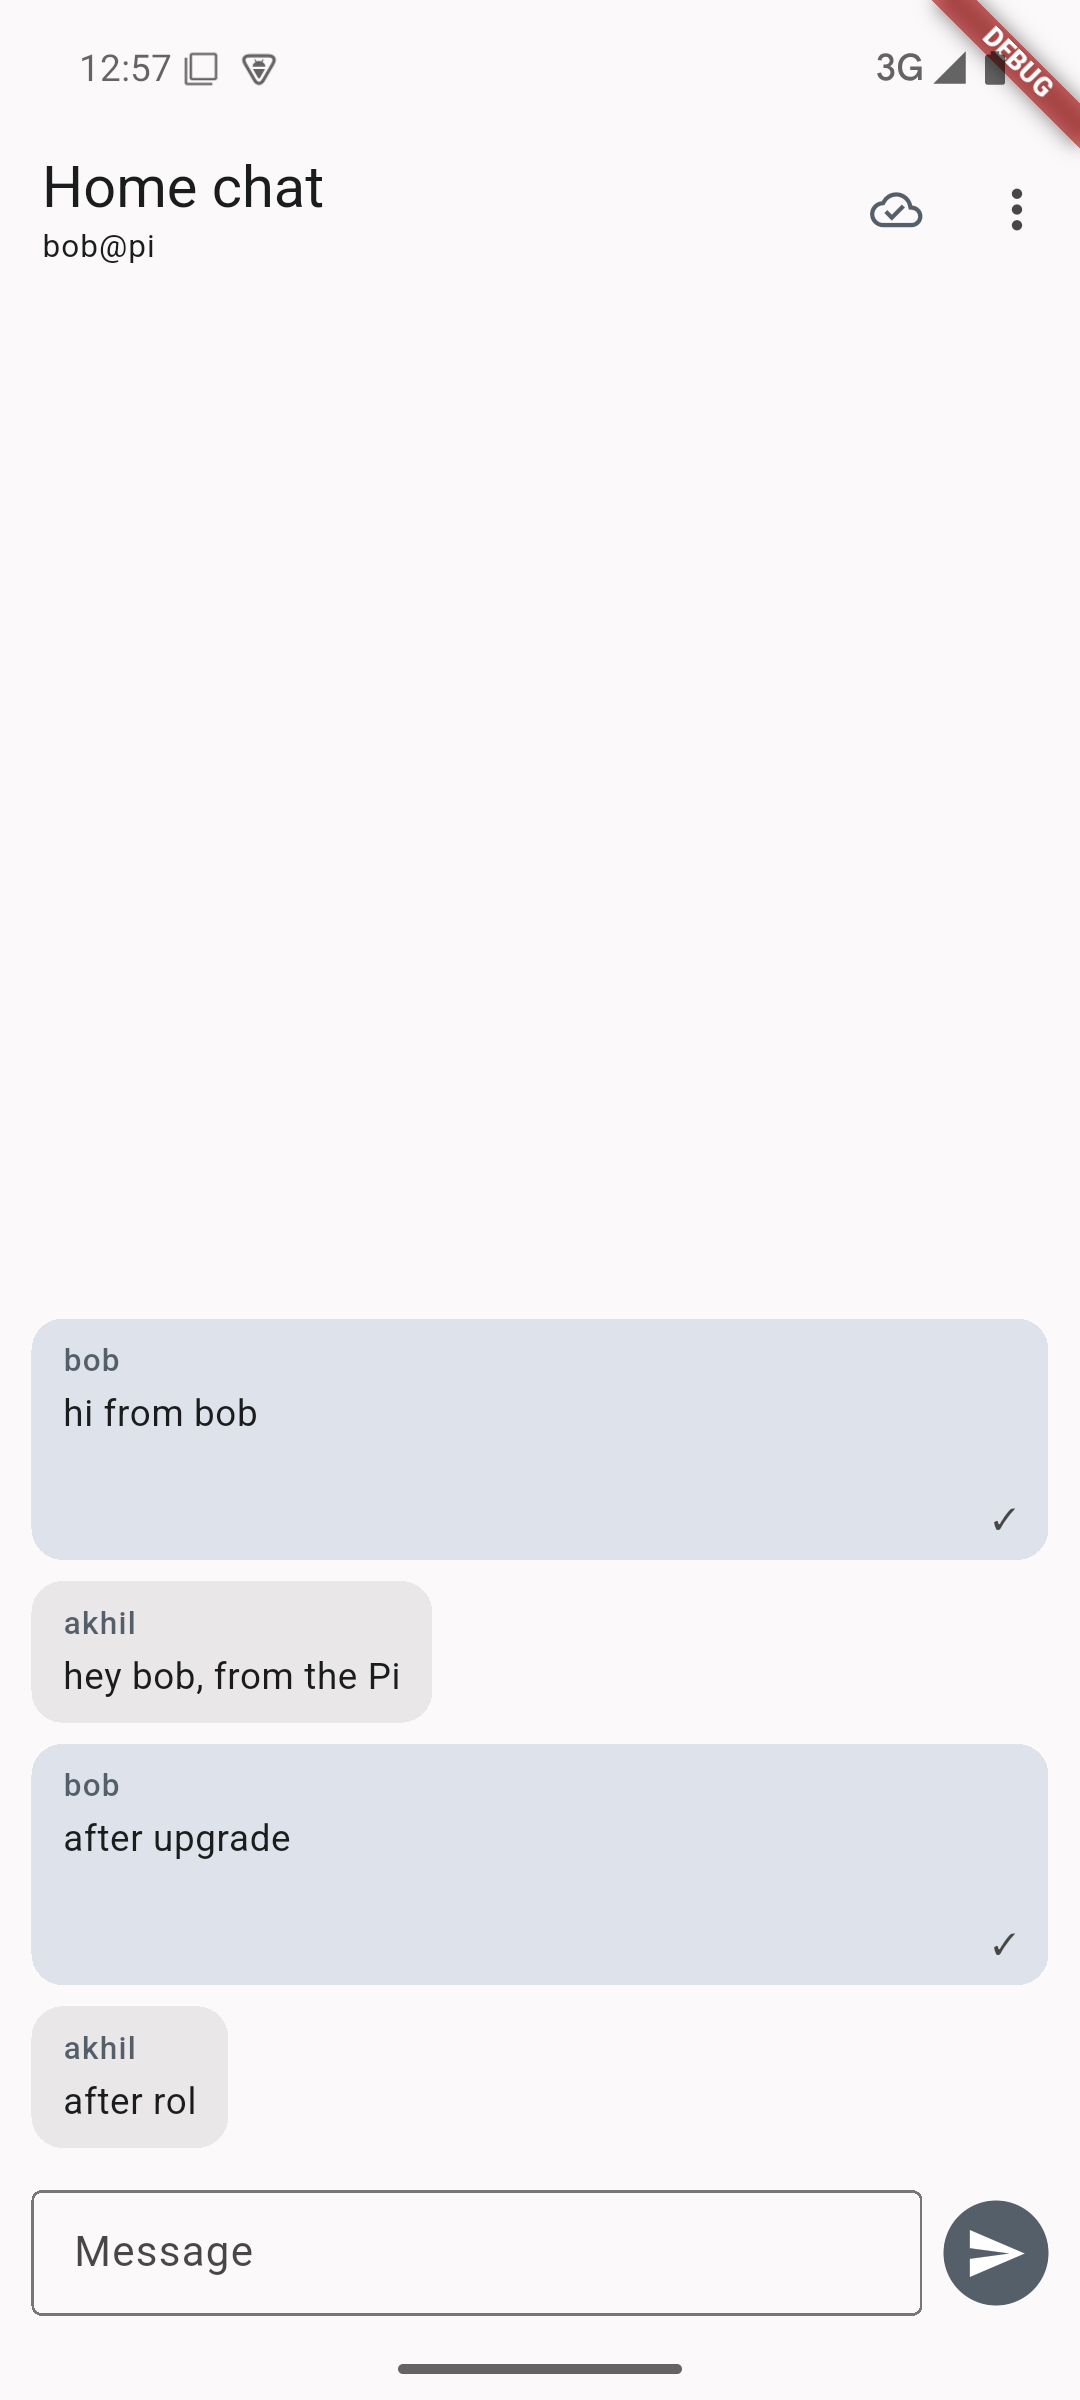 12:57
3G
DEBUG
Home chat
bob@pi
bob
hi from bob
✓
akhil
hey bob, from the Pi
bob
after upgrade
✓
akhil
after rol
Message